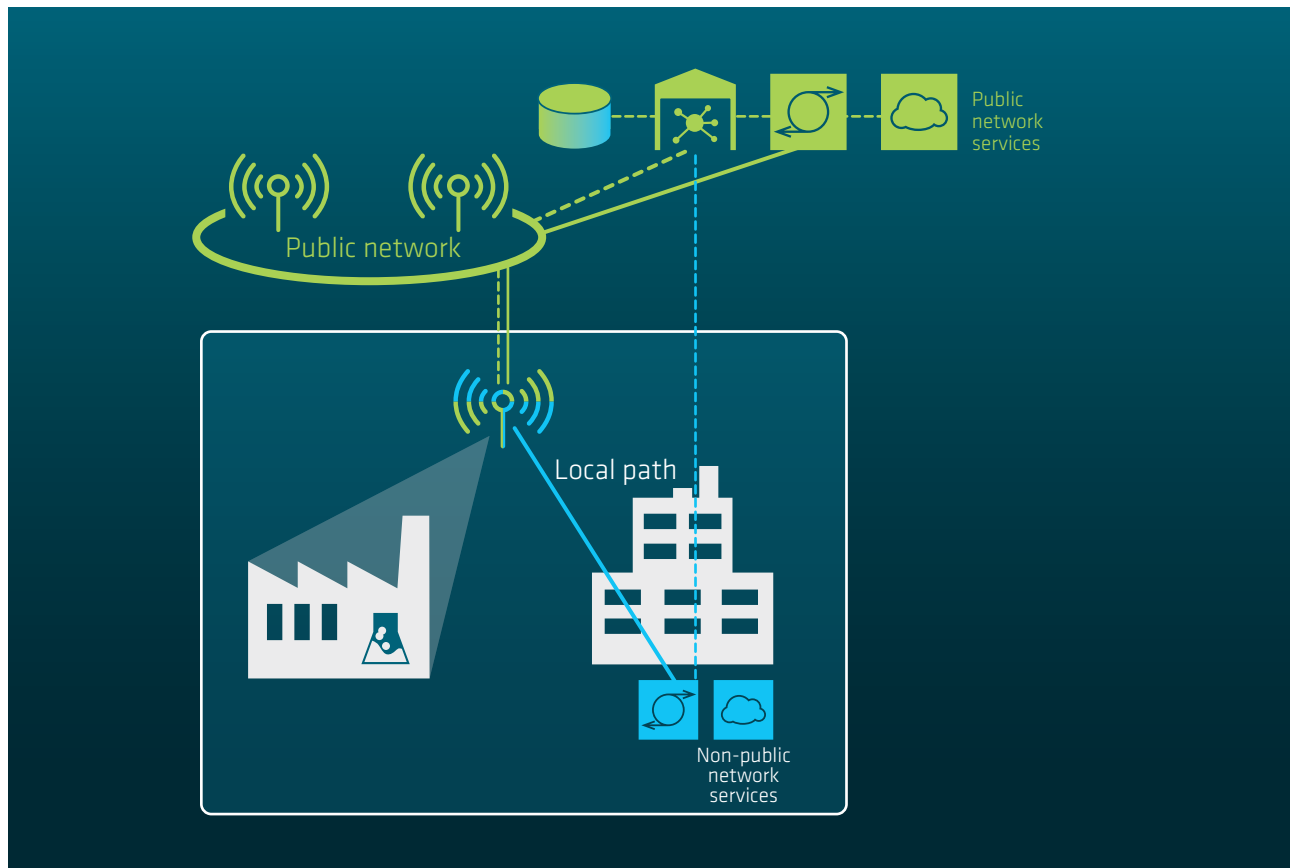 Public
network
services
Public network
Local path
Non-public
network
services